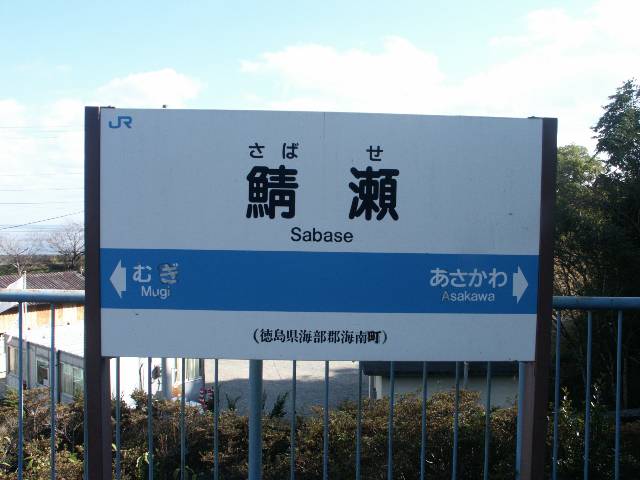 JR
さばせ
鯖瀬
Sabase
むぎ あさかわ
Mugi Asakawa
(徳島県海部郡海南町)